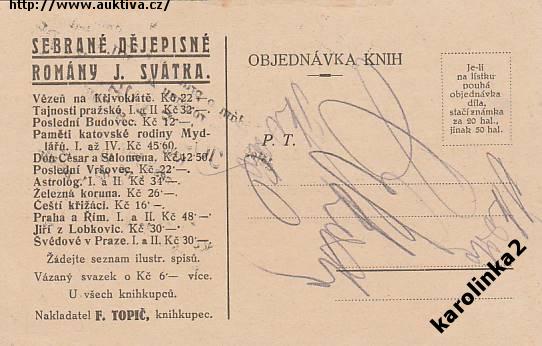 http://www.auktiva.cz/
SEBRANÉ DĚJEPISNÉ
ROMÁNY J. SVÁTKA.
Vězeň na Křivoklátě. Kč 22·—
Tajnosti pražské. I. a II. Kč 32·—
Poslední Budovec. Kč 12·—
Paměti katovské rodiny Myd-
lářů. I. až IV. Kč 45·60.
Don César a Salomena. Kč 42·50.
Poslední Vršovec. Kč 22·—
Astrolog. I. a II Kč 34·—
Železná koruna. Kč 26·—
Čeští křižáci. Kč 16·—
Praha a Řím. I. a II. Kč 48·—
Jiří z Lobkovic. Kč 30·—
Švédové v Praze. I. a II. Kč 30·—
Žádejte seznam ilustr. spisů.
Vázaný svazek o Kč 6·— více.
U všech knihkupců.
Nakladatel F. TOPIČ, knihkupec.
OBJEDNÁVKA KNIH
P. T.
Je-li
na lístku
pouhá
objednávka
díla,
stačí známka
za 20 hal.,
jinak 50 hal.
karolinka2